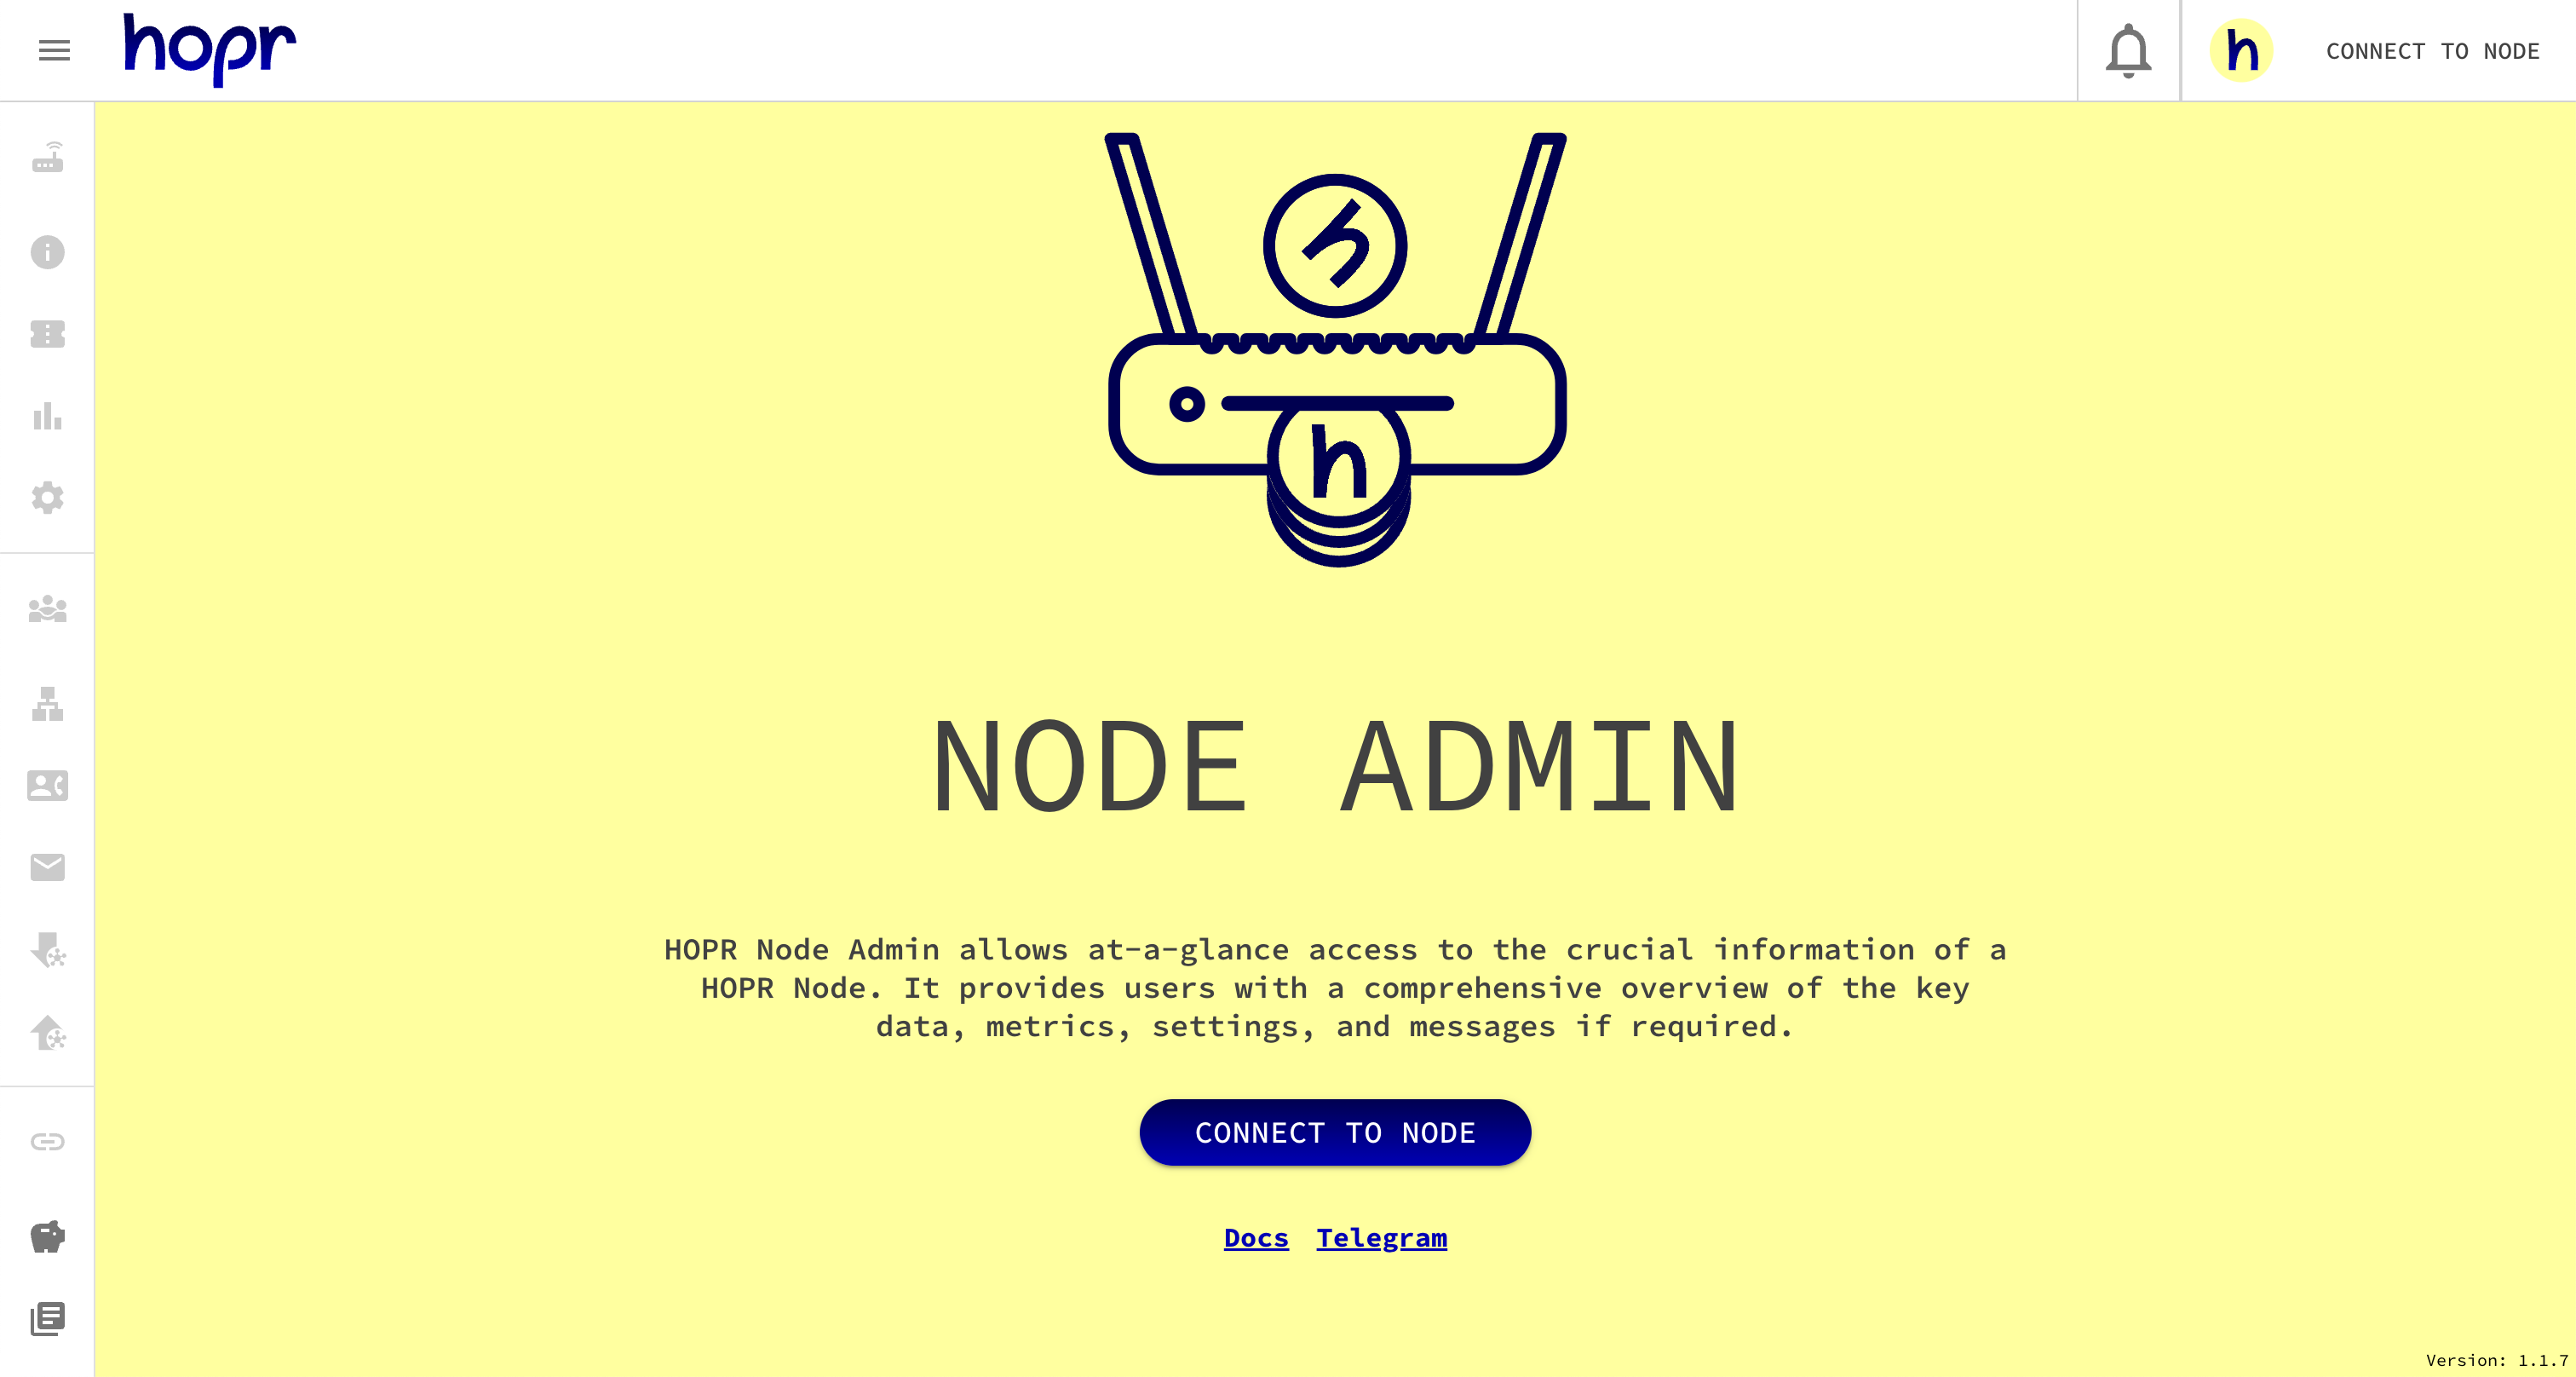 hopr
h CONNECT TO NODE
h
h
NODE ADMIN
HOPR Node Admin allows at-a-glance access to the crucial information of a
HOPR Node. It provides users with a comprehensive overview of the key
data, metrics, settings, and messages if required.
CONNECT TO NODE
Docs Telegram
Version: 1.1.7